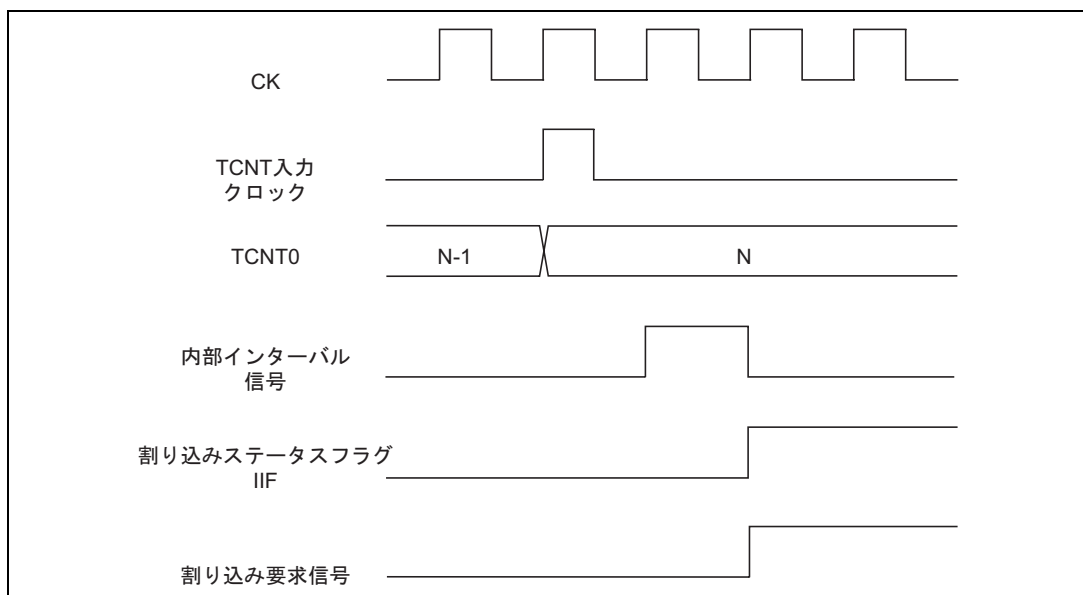 CK
TCNT入力
クロック
TCNT0
N-1
N
内部インターバル
信号
割り込みステータスフラグ
IIF
割り込み要求信号